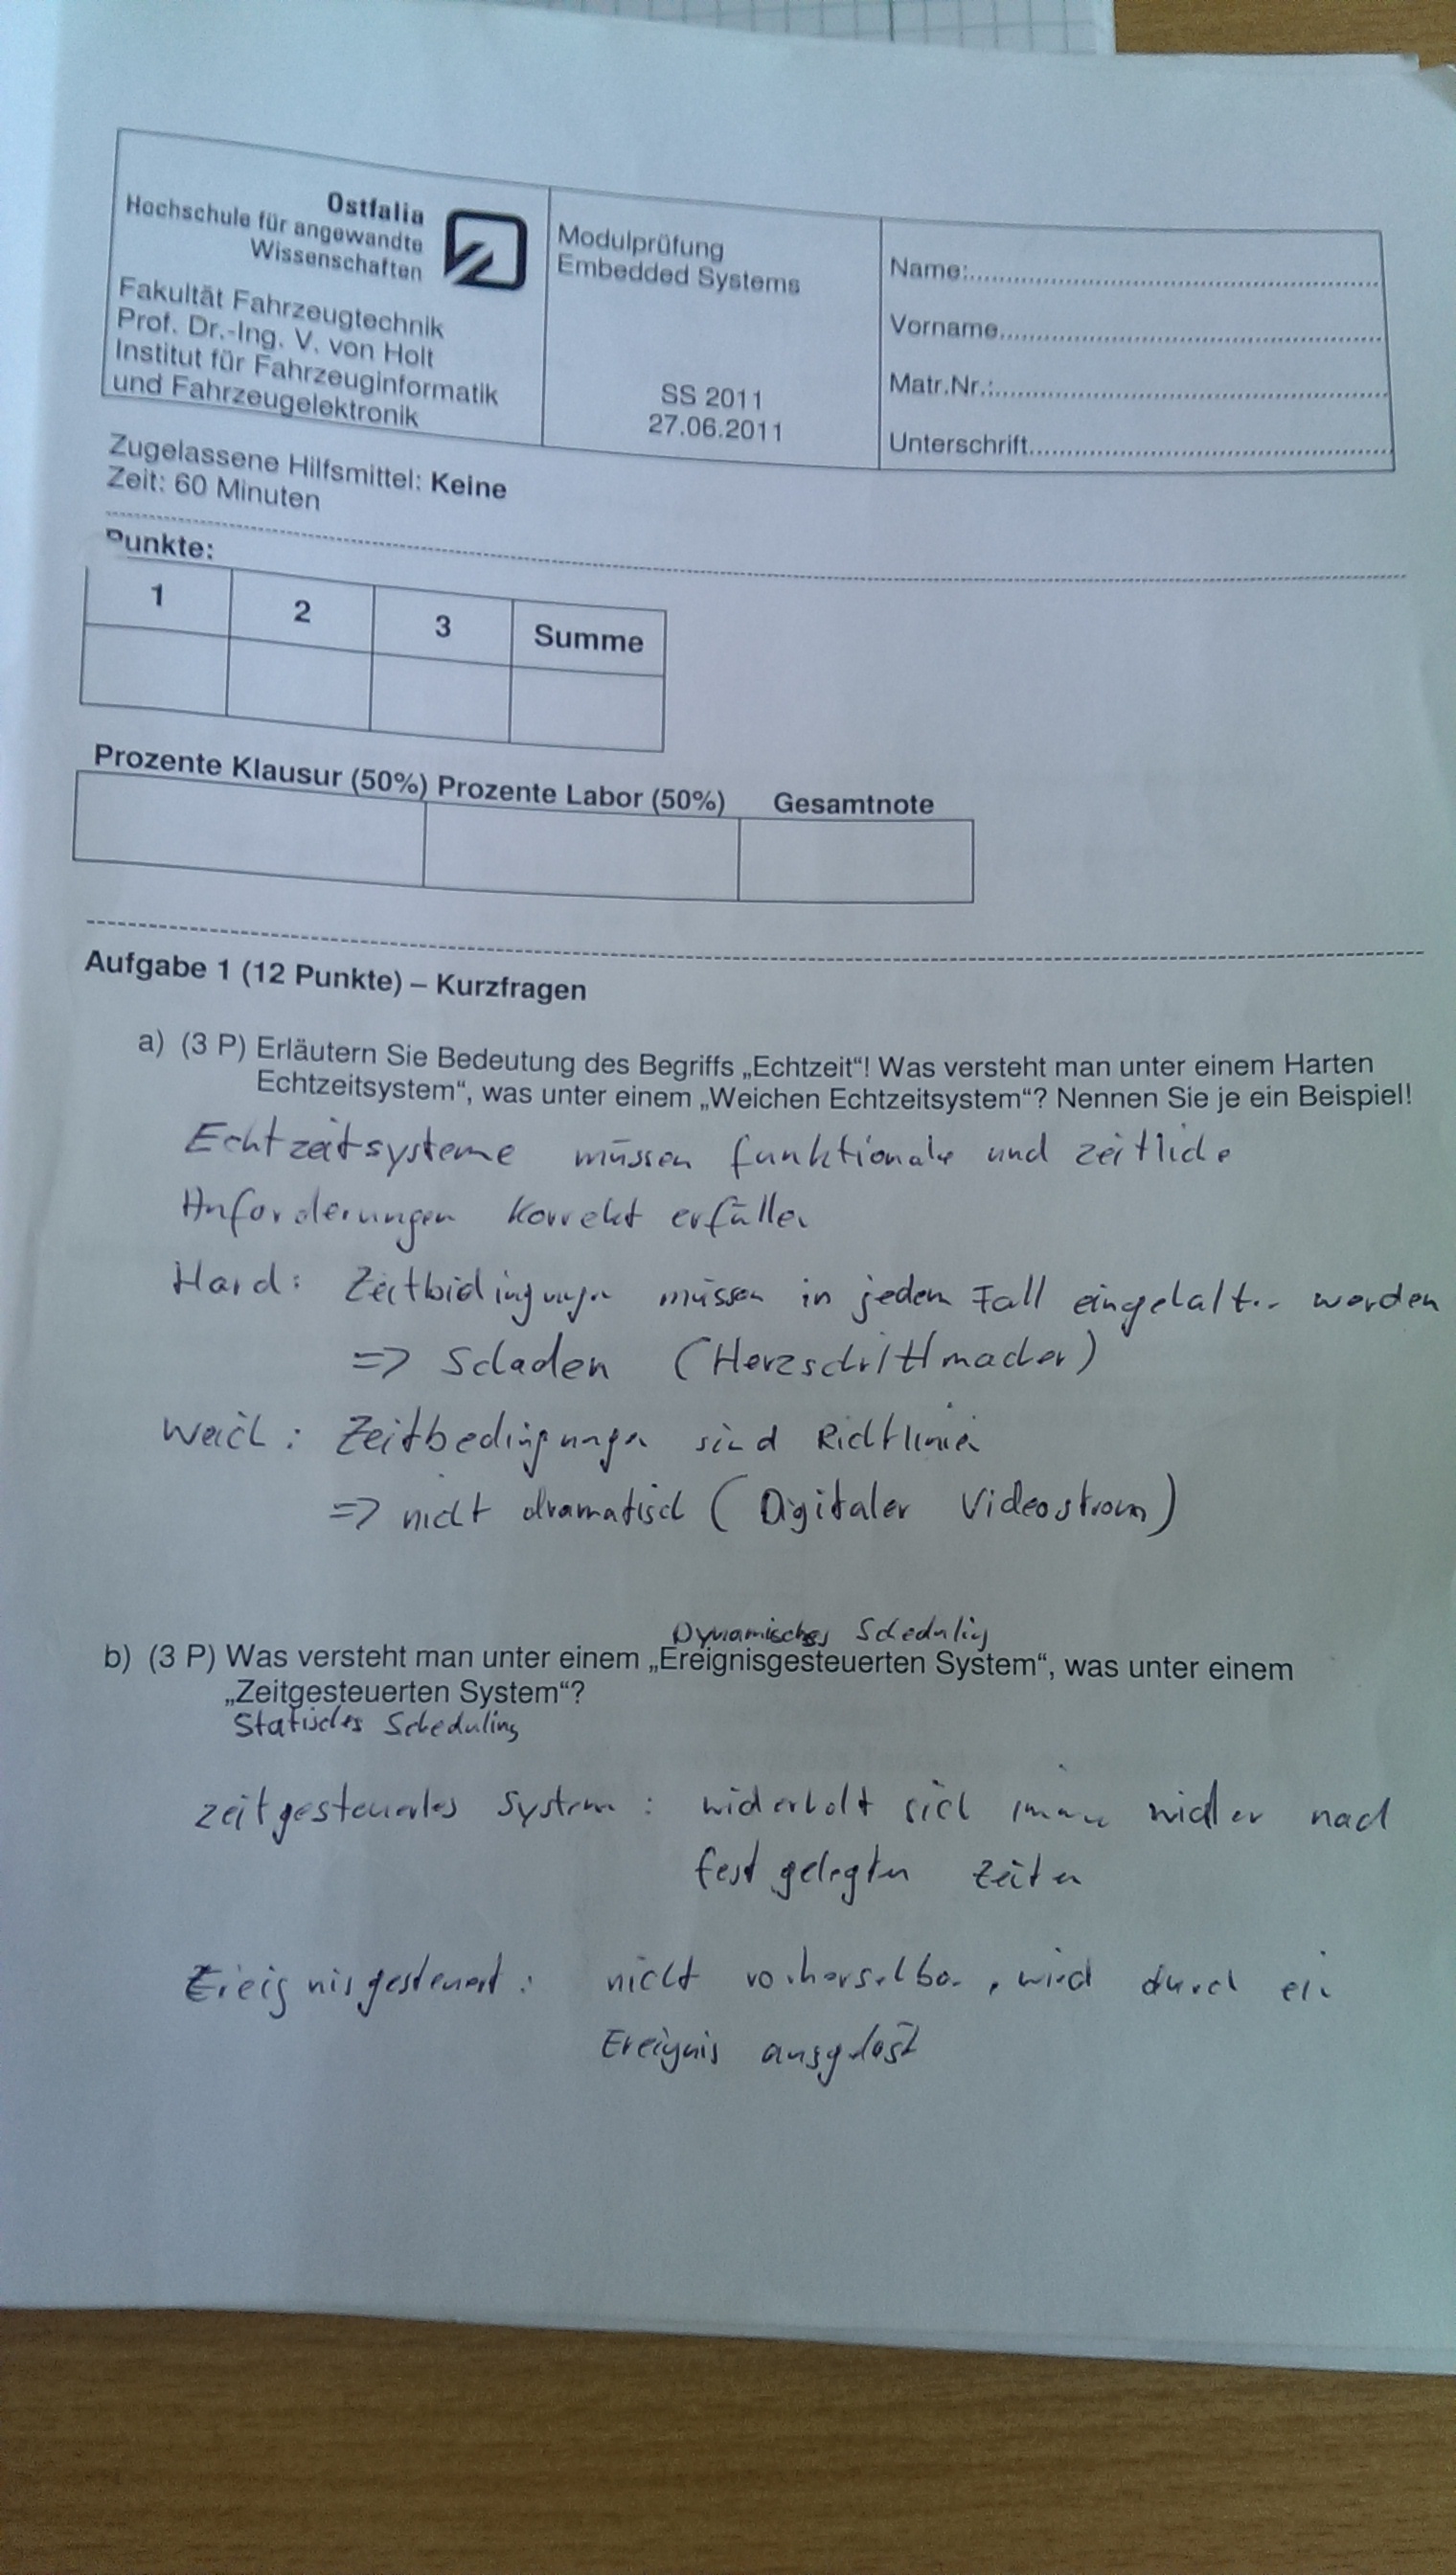 Ostfalia
Hochschule für angewandte
Wissenschaften
Fakultät Fahrzeugtechnik
Prof. Dr.-Ing. V. von Holt
Institut für Fahrzeuginformatik
und Fahrzeugelektronik
Modulprüfung
Embedded Systems
SS 2011
27.06.2011
Name:
Vorname
Matr.Nr.:
Unterschrift
Zugelassene Hilfsmittel: Keine
Zeit: 60 Minuten
Punkte:
1 2 3 Summe
Prozente Klausur (50%) Prozente Labor (50%) Gesamtnote
Aufgabe 1 (12 Punkte) – Kurzfragen
a) (3 P) Erläutern Sie Bedeutung des Begriffs „Echtzeit“! Was versteht man unter einem Harten
Echtzeitsystem“, was unter einem „Weichen Echtzeitsystem“? Nennen Sie je ein Beispiel!
Echtzeitsysteme müssen funktionale und zeitliche
Anforderungen korrekt erfüllen
Hard: Zeitbidingungen müssen in jedem Fall eingehalten werden
=> Schaden (Herzschrittmacher)
Weich: Zeitbedingungen sind Richtlinien
=> nicht dramatisch (Digitaler Videostrom)
Dynamisches Scheduling
b) (3 P) Was versteht man unter einem „Ereignisgesteuerten System“, was unter einem
„Zeitgesteuerten System“?
Statisches Scheduling
zeitgesteuertes System: widerholt sich immer wider nach
festgelegten Zeiten
Ereignisgesteuert: nicht vorhersehbar, wird durch ein
Ereignis ausgelöst